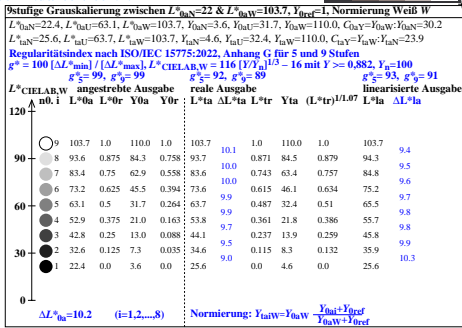 9stufige Grauskalierung zwischen L*0aN=22 & L*0aW=103.7, Y0ref=1, Normierung Weiß W
L*0aN=22.4, L*0aU=63.1, L*0aW=103.7, Y0aN=3.6, Y0aU=31.7, Y0aW=110.0, C0aY=Y0aW:Y0aN=30.2
L*taN=25.6, L*taU=63.7, L*taW=103.7, YtaN=4.6, YtaU=32.4, YtaW=110.0, CtaY=YtaW:YtaN=23.9
Regularitätsindex nach ISO/IEC 15775:2022, Anhang G für 5 und 9 Stufen
g* = 100 [ΔL*min] / [ΔL*max], L*CIELAB,W = 116 [Y/Yn]1/3 − 16 mit Y >= 0,882, Yn=100
g*5=99, g*9=99 g*5=92, g*9=89 g*5=93, g*9=91
L*CIELAB,W angestrebte Ausgabe reale Ausgabe linearisierte Ausgabe
n0. i L*0a L*0r Y0a Y0r L*ta ΔL*ta L*tr Yta (L*tr)1/1.07 L*la ΔL*la
120
9 103.7 1.0 110.0 1.0 103.7 1.0 110.0 1.0 103.7
10.1 9.4
8 93.6 0.875 84.3 0.758 93.7 0.871 84.5 0.879 94.3
90
10.0 9.5
7 83.4 0.75 62.9 0.558 83.6 0.743 63.4 0.757 84.8
10.0 9.6
6 73.2 0.625 45.5 0.394 73.6 0.615 46.1 0.634 75.2
9.9 9.7
60
5 63.1 0.5 31.7 0.264 63.7 0.487 32.4 0.51 65.5
9.9 9.8
4 52.9 0.375 21.0 0.163 53.8 0.361 21.8 0.386 55.7
9.7 9.8
3 42.8 0.25 13.0 0.088 44.1 0.237 13.9 0.259 45.8
9.5 9.9
30
2 32.6 0.125 7.3 0.035 34.6 0.115 8.3 0.132 35.9
9.0 10.3
1 22.4 0.0 3.6 0.0 25.6 0.0 4.6 0.0 25.6
0
ΔL*0a=10.2 (i=1,2,...,8) Normierung: YtaiW=Y0aW Y0ai+Y0ref
Y0aW+Y0ref